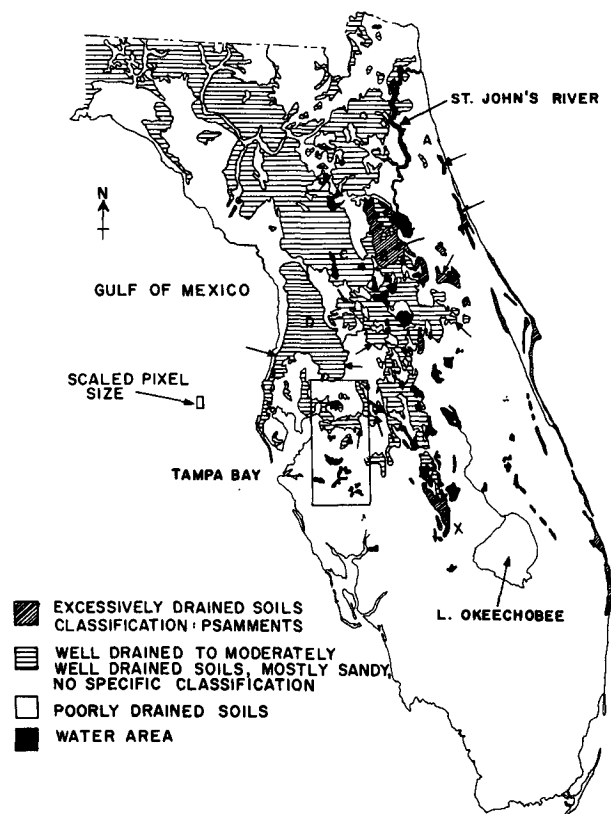 ST. JOHN'S RIVER
A
N
C
GULF OF MEXICO
D
SCALED PIXEL
SIZE
TAMPA BAY
X
L. OKEECHOBEE
EXCESSIVELY DRAINED SOILS
CLASSIFICATION: PSAMMENTS
WELL DRAINED TO MODERATELY
WELL DRAINED SOILS, MOSTLY SANDY,
NO SPECIFIC CLASSIFICATION
POORLY DRAINED SOILS
WATER AREA